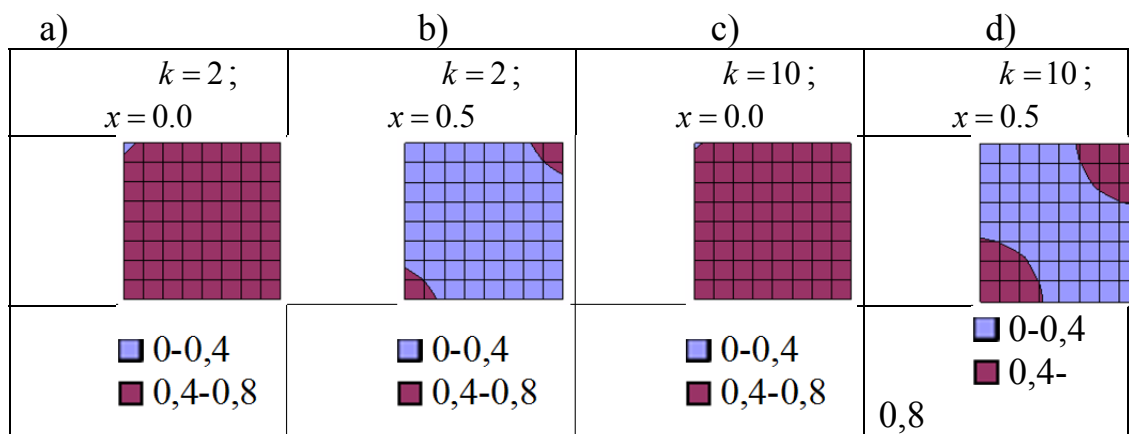 a) b) c) d)
k = 2 ;
x = 0.0
k = 2 ;
x = 0.5
k = 10 ;
x = 0.0
k = 10 ;
x = 0.5
0-0,4
0,4-0,8
0-0,4
0,4-0,8
0-0,4
0,4-0,8
0-0,4
0,4-
0,8